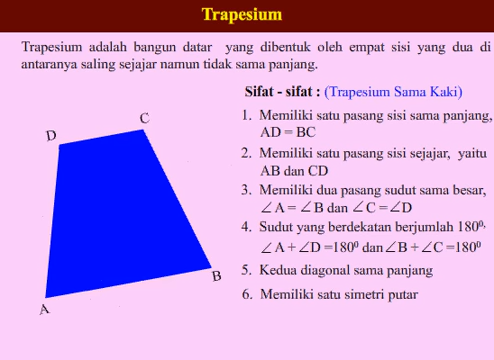 Trapesium
Trapesium adalah bangun datar yang dibentuk oleh empat sisi yang dua di
antaranya saling sejajar namun tidak sama panjang.
Sifat - sifat : (Trapesium Sama Kaki)
1. Memiliki satu pasang sisi sama panjang,
AD = BC
2. Memiliki satu pasang sisi sejajar, yaitu
AB dan CD
3. Memiliki dua pasang sudut sama besar,
∠A = ∠B dan ∠C = ∠D
4. Sudut yang berdekatan berjumlah 180⁰,
∠A + ∠D =180⁰ dan ∠B + ∠C =180⁰
5. Kedua diagonal sama panjang
6. Memiliki satu simetri putar
C
D
B
A